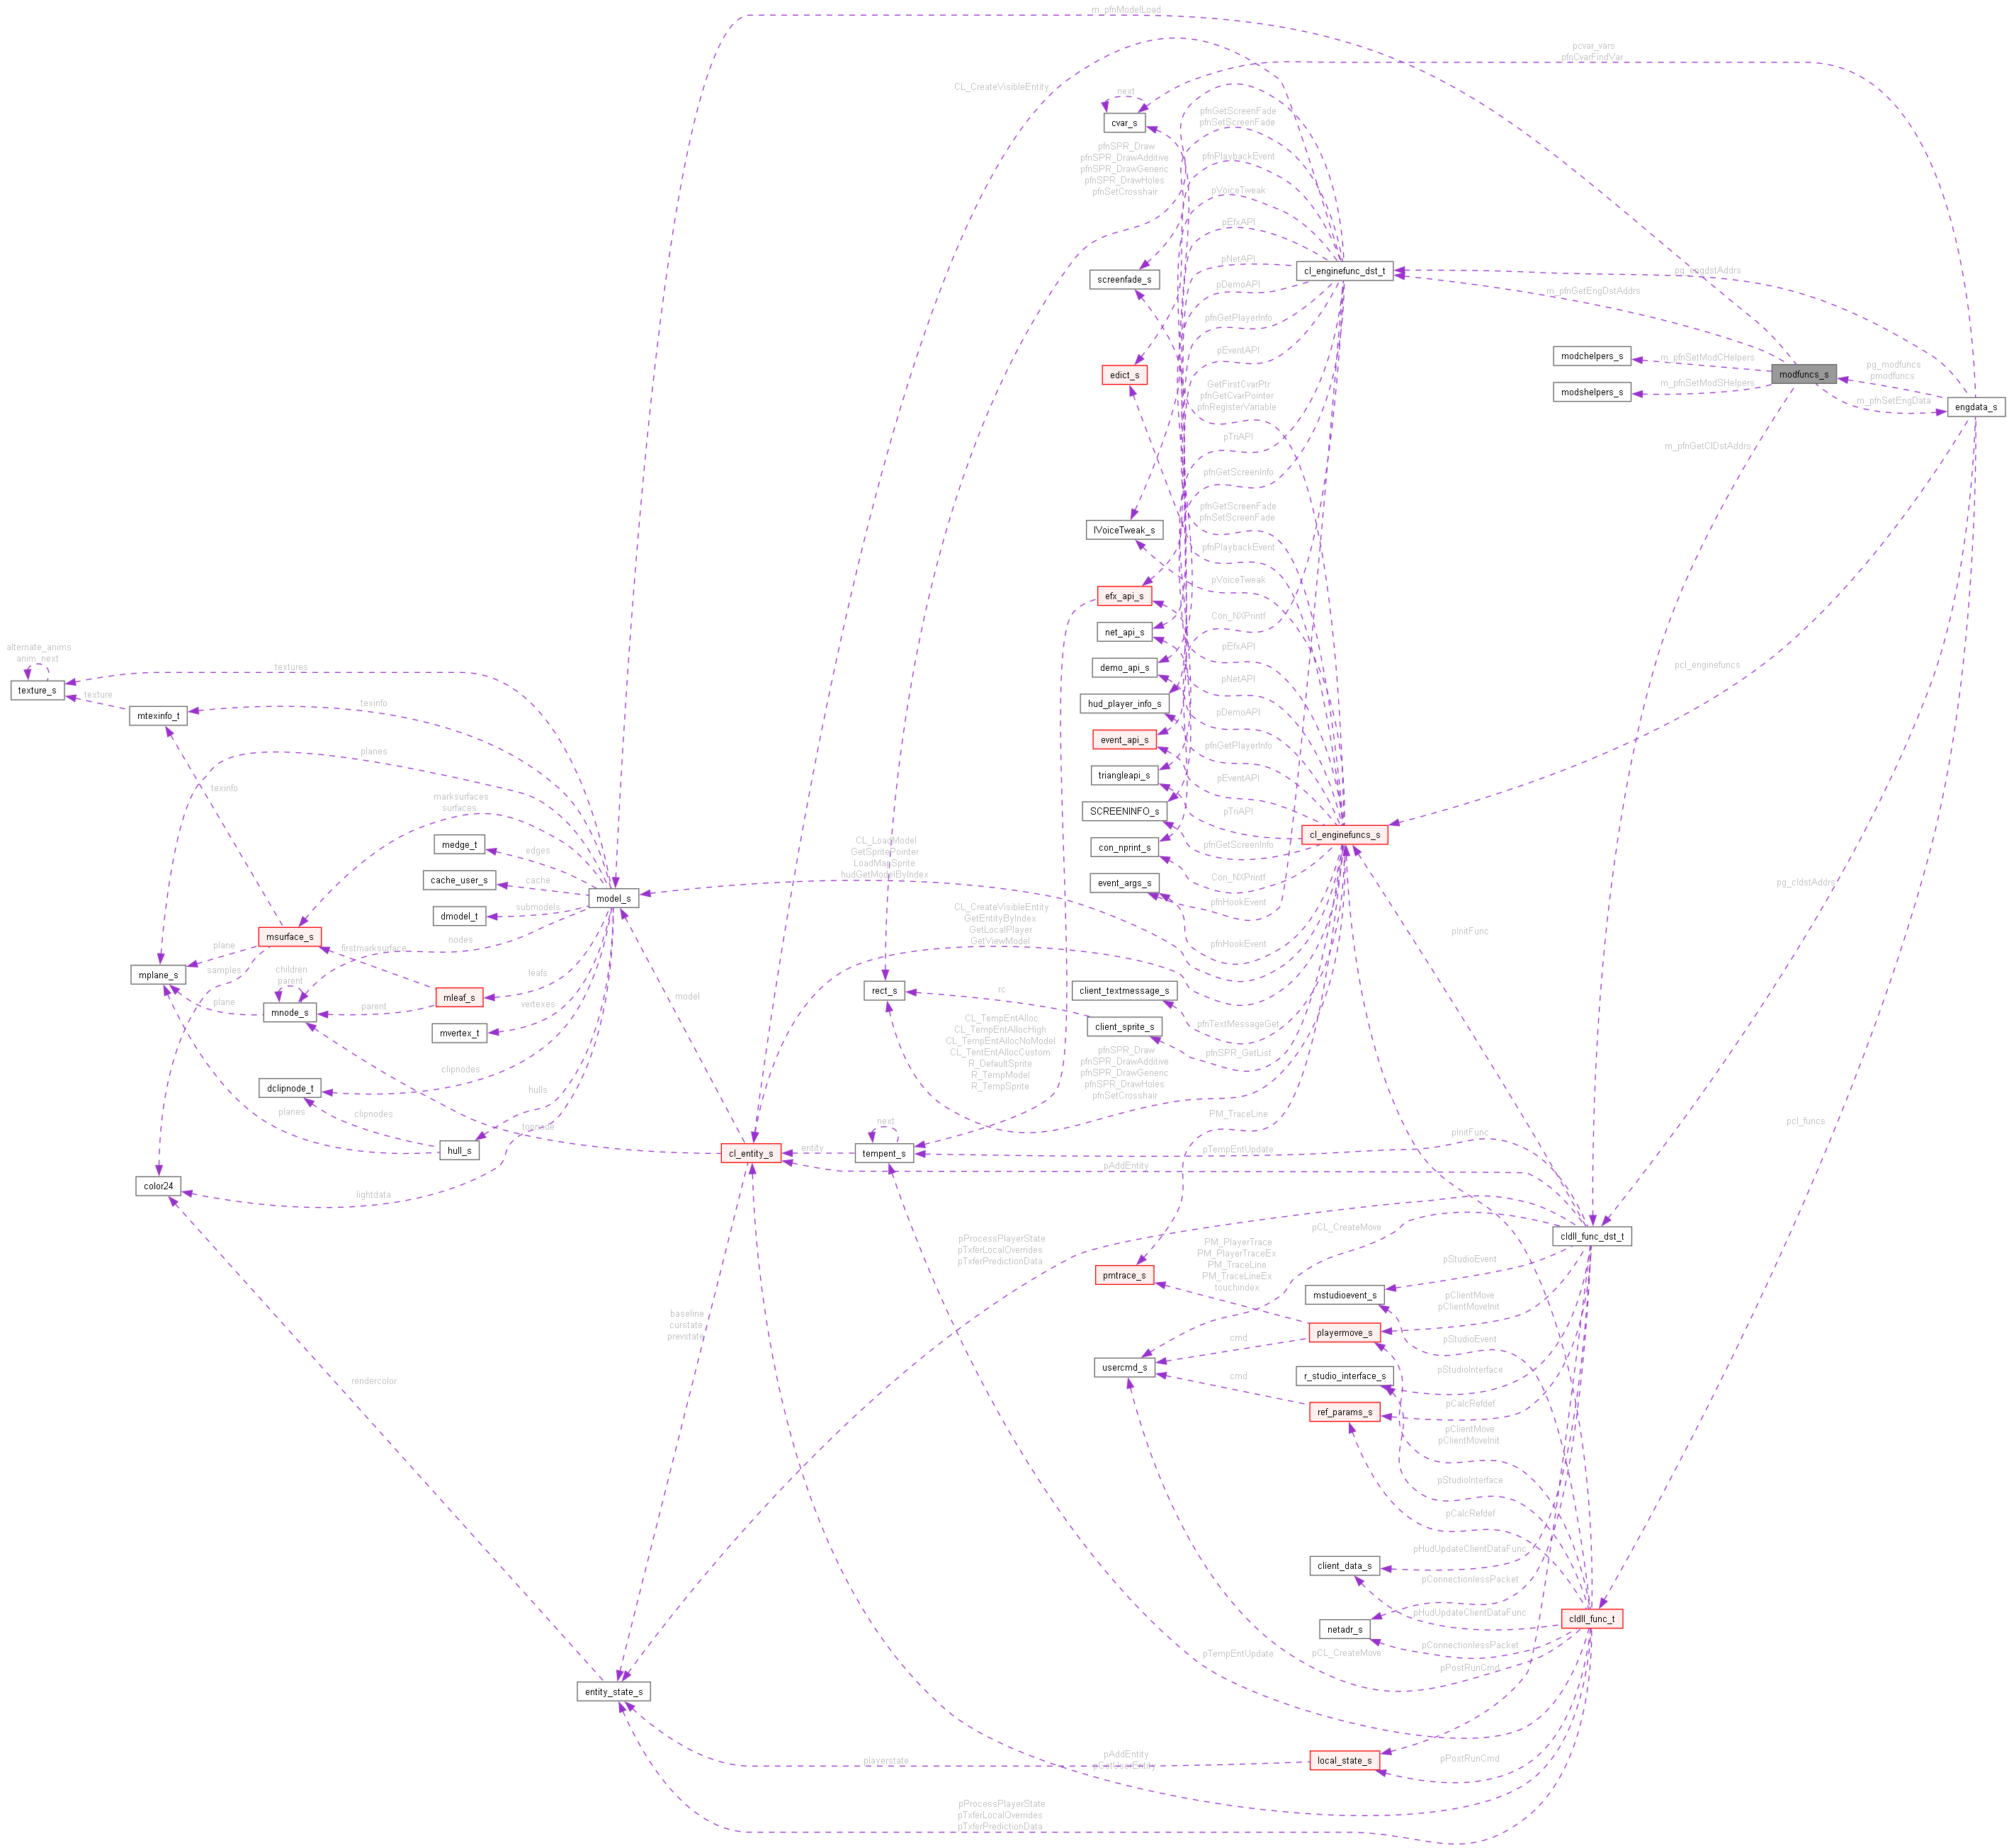 m_pfnModelLoad
pcvar_vars
pfnCvarFindVar
CL_CreateVisibleEntity
next
cvar_s
pfnGetScreenFade
pfnSetScreenFade
pfnSPR_Draw
pfnSPR_DrawAdditive
pfnSPR_DrawGeneric
pfnSPR_DrawHoles
pfnSetCrosshair
pfnPlaybackEvent
pVoiceTweak
pEfxAPI
pNetAPI
screenfade_s
cl_enginefunc_dst_t
pg_engdstAddrs
pDemoAPI
m_pfnGetEngDstAddrs
pfnGetPlayerInfo
pEventAPI
modchelpers_s
m_pfnSetModCHelpers
edict_s
modfuncs_s
pg_modfuncs
pmodfuncs
GetFirstCvarPtr
pfnGetCvarPointer
pfnRegisterVariable
modshelpers_s
m_pfnSetModSHelpers
m_pfnSetEngData
engdata_s
pTriAPI
m_pfnGetClDstAddrs
pfnGetScreenInfo
pfnGetScreenFade
pfnSetScreenFade
IVoiceTweak_s
pfnPlaybackEvent
pVoiceTweak
efx_api_s
Con_NXPrintf
net_api_s
pEfxAPI
alternate_anims
anim_next
textures
demo_api_s
pNetAPI
pcl_enginefuncs
texture_s
texture
texinfo
hud_player_info_s
pDemoAPI
mtexinfo_t
event_api_s
pfnGetPlayerInfo
planes
triangleapi_s
pEventAPI
texinfo
marksurfaces
surfaces
SCREENINFO_s
pTriAPI
cl_enginefuncs_s
medge_t
edges
CL_LoadModel
GetSpritePointer
LoadMapSprite
hudGetModelByIndex
con_nprint_s
pfnGetScreenInfo
cache_user_s
cache
event_args_s
Con_NXPrintf
pg_cldstAddrs
model_s
pfnHookEvent
dmodel_t
submodels
CL_CreateVisibleEntity
GetEntityByIndex
GetLocalPlayer
GetViewModel
pInitFunc
msurface_s
firstmarksurface
nodes
pfnHookEvent
plane
mplane_s
samples
children
parent
leafs
mleaf_s
model
rect_s
rc
client_textmessage_s
plane
mnode_s
parent
vertexes
mvertex_t
CL_TempEntAlloc
CL_TempEntAllocHigh
CL_TempEntAllocNoModel
CL_TentEntAllocCustom
R_DefaultSprite
R_TempModel
R_TempSprite
client_sprite_s
pfnTextMessageGet
pfnSPR_GetList
pfnSPR_Draw
pfnSPR_DrawAdditive
pfnSPR_DrawGeneric
pfnSPR_DrawHoles
pfnSetCrosshair
clipnodes
dclipnode_t
hulls
planes
clipnodes
topnode
PM_TraceLine
pcl_funcs
next
pInitFunc
hull_s
cl_entity_s
entity
tempent_s
pTempEntUpdate
pAddEntity
color24
lightdata
pCL_CreateMove
cldll_func_dst_t
pProcessPlayerState
pTxferLocalOverrides
pTxferPredictionData
PM_PlayerTrace
PM_PlayerTraceEx
PM_TraceLine
PM_TraceLineEx
touchindex
pStudioEvent
pmtrace_s
mstudioevent_s
pClientMove
pClientMoveInit
baseline
curstate
prevstate
cmd
playermove_s
pStudioEvent
usercmd_s
r_studio_interface_s
pStudioInterface
rendercolor
cmd
ref_params_s
pCalcRefdef
pClientMove
pClientMoveInit
pStudioInterface
pCalcRefdef
client_data_s
pHudUpdateClientDataFunc
pConnectionlessPacket
pHudUpdateClientDataFunc
cldll_func_t
netadr_s
pConnectionlessPacket
pTempEntUpdate
pCL_CreateMove
pPostRunCmd
entity_state_s
playerstate
pAddEntity
pGetUserEntity
local_state_s
pPostRunCmd
pProcessPlayerState
pTxferLocalOverrides
pTxferPredictionData